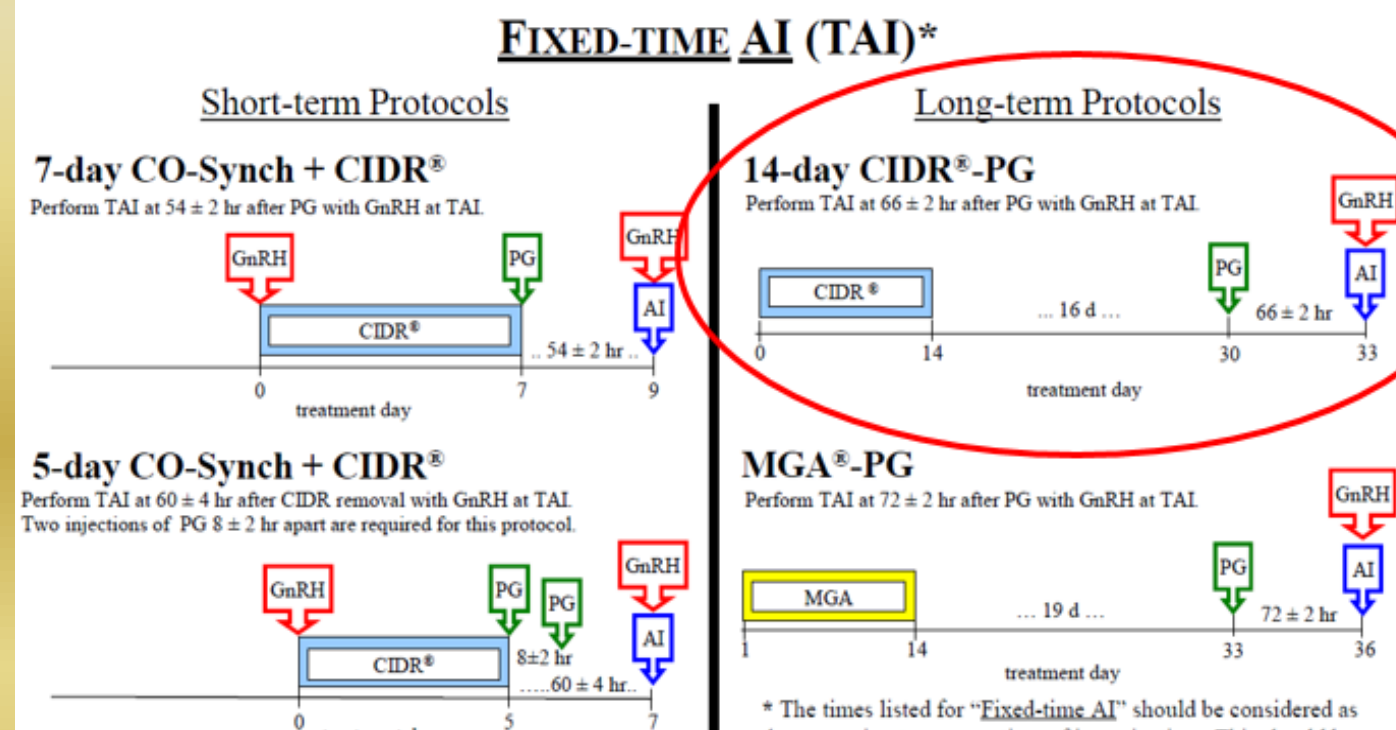 FIXED-TIME AI (TAI)*
Short-term Protocols
7-day CO-Synch + CIDR®
Perform TAI at 54 ± 2 hr after PG with GnRH at TAI.
GnRH
PG
GnRH
AI
CIDR®
.. 54 ± 2 hr ..
0
7
9
treatment day
5-day CO-Synch + CIDR®
Perform TAI at 60 ± 4 hr after CIDR removal with GnRH at TAI.
Two injections of PG 8 ± 2 hr apart are required for this protocol.
GnRH
PG
PG
GnRH
AI
CIDR®
8±2 hr
.....60 ± 4 hr..
0
5
7
Long-term Protocols
14-day CIDR®-PG
Perform TAI at 66 ± 2 hr after PG with GnRH at TAI.
GnRH
PG
AI
CIDR®
... 16 d ...
66 ± 2 hr
0
14
30
33
treatment day
MGA®-PG
Perform TAI at 72 ± 2 hr after PG with GnRH at TAI.
GnRH
PG
AI
MGA
... 19 d ...
72 ± 2 hr
1
14
33
36
treatment day
* The times listed for “Fixed-time AI” should be considered as